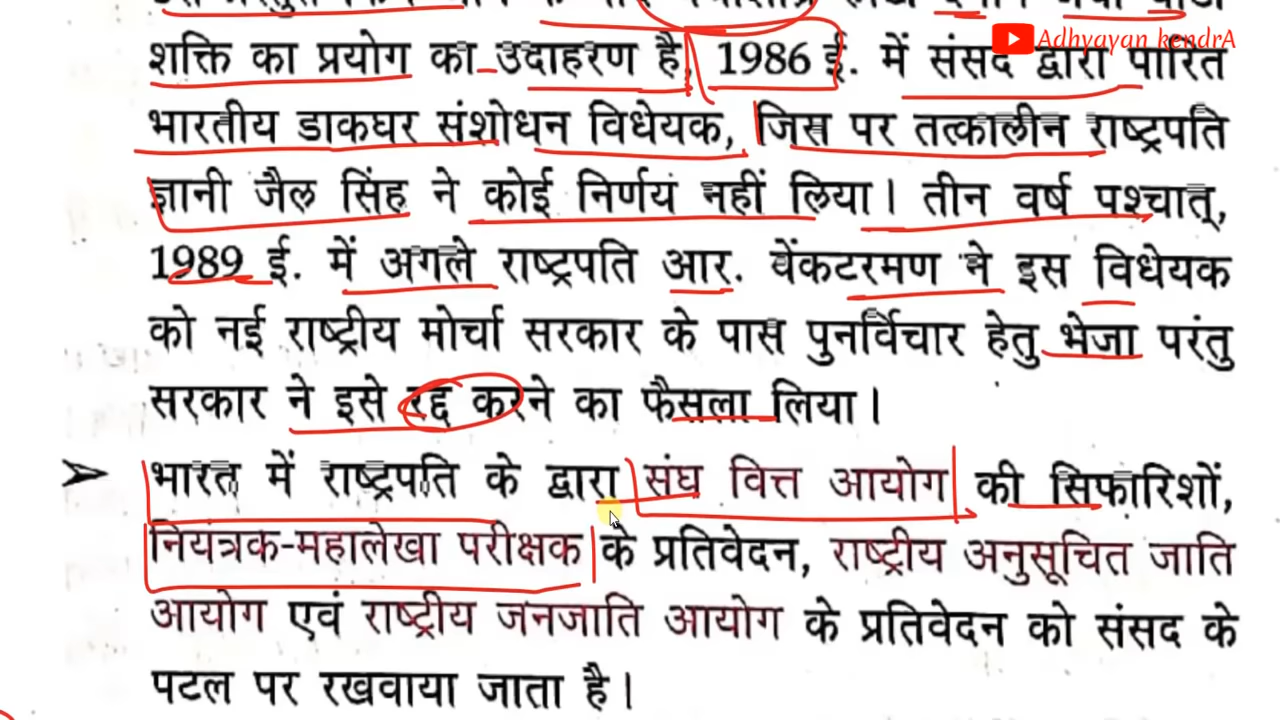 Adhyayan kendrA
शक्ति का प्रयोग का उदाहरण है, 1986 ई. में संसद द्वारा पारित
भारतीय डाकघर संशोधन विधेयक, जिस पर तत्कालीन राष्ट्रपति
ज्ञानी जैल सिंह ने कोई निर्णय नहीं लिया। तीन वर्ष पश्चात्,
1989 ई. में अगले राष्ट्रपति आर. वेंकटरमण ने इस विधेयक
को नई राष्ट्रीय मोर्चा सरकार के पास पुनर्विचार हेतु भेजा परंतु
सरकार ने इसे रद्द करने का फैसला लिया।
➢ भारत में राष्ट्रपति के द्वारा संघ वित्त आयोग की सिफारिशों,
नियंत्रक-महालेखा परीक्षक के प्रतिवेदन, राष्ट्रीय अनुसूचित जाति
आयोग एवं राष्ट्रीय जनजाति आयोग के प्रतिवेदन को संसद के
पटल पर रखवाया जाता है।